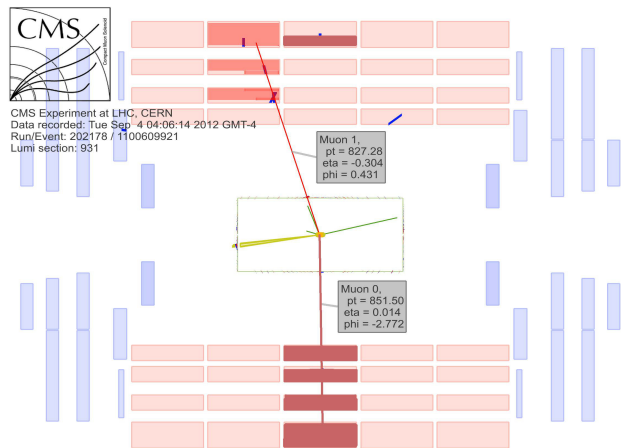 CMS
Compact Muon Solenoid
CMS Experiment at LHC, CERN
Data recorded: Tue Sep 4 04:06:14 2012 GMT-4
Run/Event: 202178 / 1100609921
Lumi section: 931
Muon 1,
pt = 827.28
eta = -0.304
phi = 0.431
Muon 0,
pt = 851.50
eta = 0.014
phi = -2.772